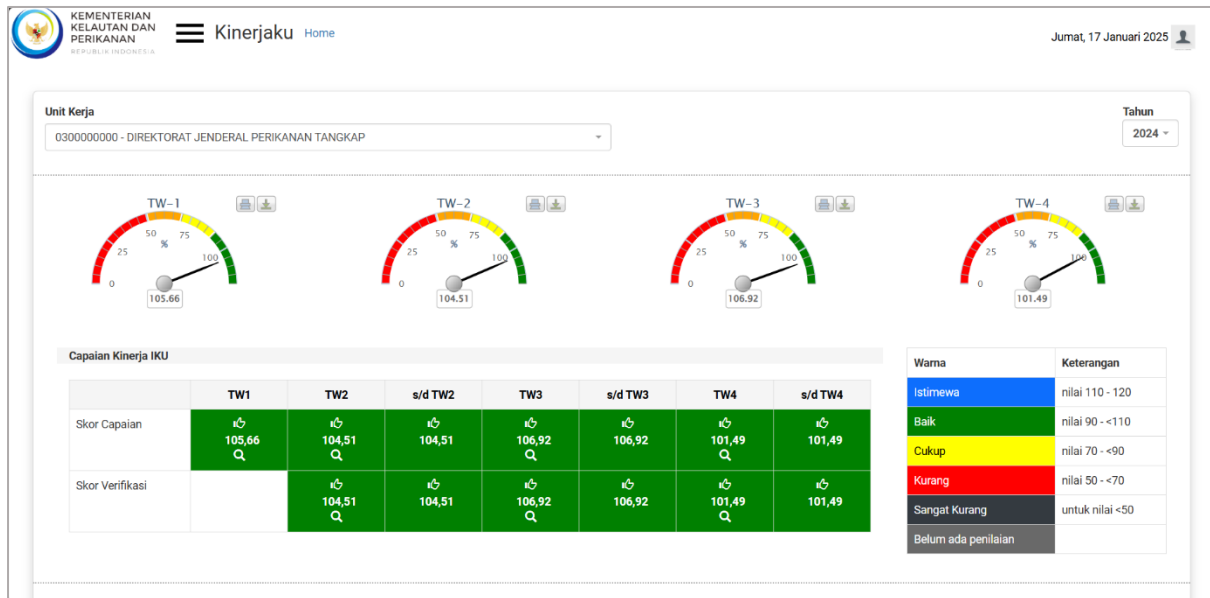 KEMENTERIAN
KELAUTAN DAN
PERIKANAN
REPUBLIK INDONESIA
Kinerjaku Home
Jumat, 17 Januari 2025
Unit Kerja
Tahun
0300000000 - DIREKTORAT JENDERAL PERIKANAN TANGKAP
2024
TW-1
0 25 50 75 100
%
105.66
TW-2
0 25 50 75 100
%
104.51
TW-3
0 25 50 75 100
%
106.92
TW-4
0 25 50 75 100
%
101.49
Capaian Kinerja IKU
TW1 TW2 s/d TW2 TW3 s/d TW3 TW4 s/d TW4
Skor Capaian 105,66 104,51 104,51 106,92 106,92 101,49 101,49
Skor Verifikasi 104,51 104,51 106,92 106,92 101,49 101,49
Warna Keterangan
Istimewa nilai 110 - 120
Baik nilai 90 - <110
Cukup nilai 70 - <90
Kurang nilai 50 - <70
Sangat Kurang untuk nilai <50
Belum ada penilaian